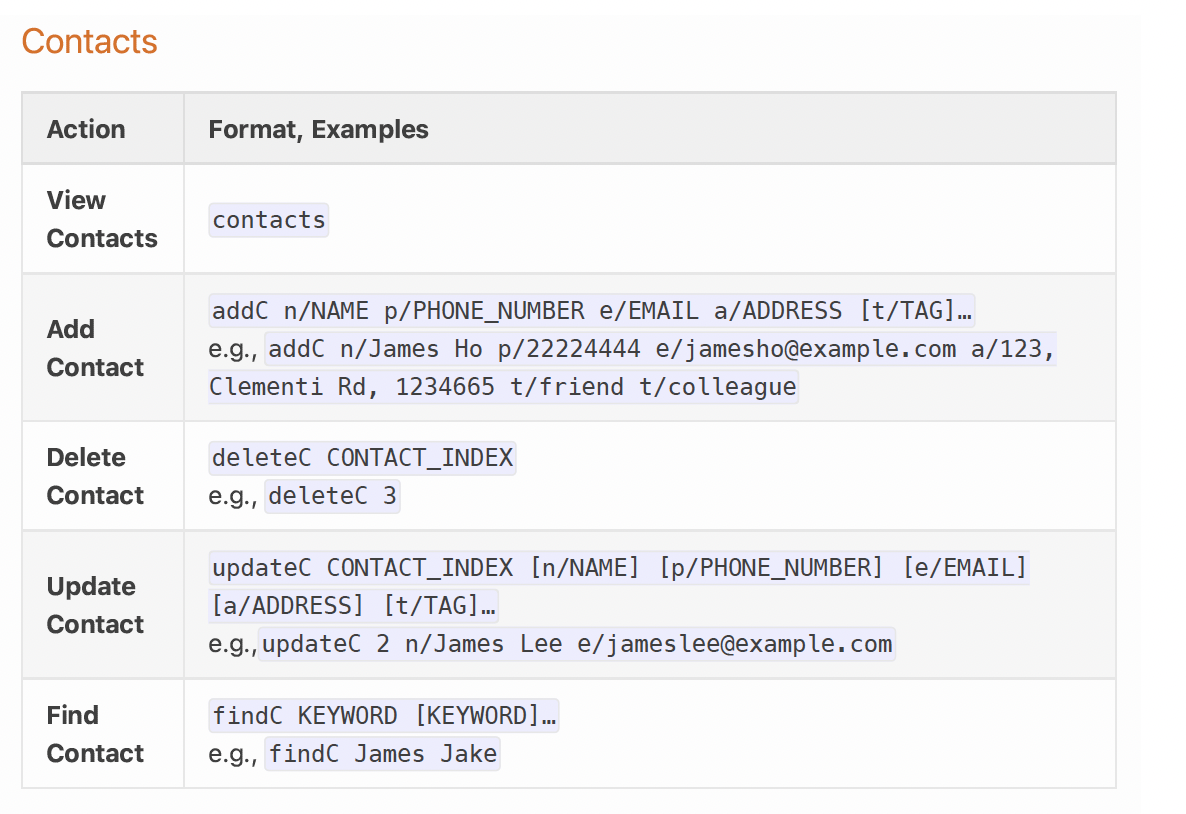 Contacts
Action Format, Examples
View
Contacts
contacts
Add
Contact
addC n/NAME p/PHONE_NUMBER e/EMAIL a/ADDRESS [t/TAG]…
e.g., addC n/James Ho p/22224444 e/jamesho@example.com a/123,
Clementi Rd, 1234665 t/friend t/colleague
Delete
Contact
deleteC CONTACT_INDEX
e.g., deleteC 3
Update
Contact
updateC CONTACT_INDEX [n/NAME] [p/PHONE_NUMBER] [e/EMAIL]
[a/ADDRESS] [t/TAG]…
e.g.,updateC 2 n/James Lee e/jameslee@example.com
Find
Contact
findC KEYWORD [KEYWORD]…
e.g., findC James Jake